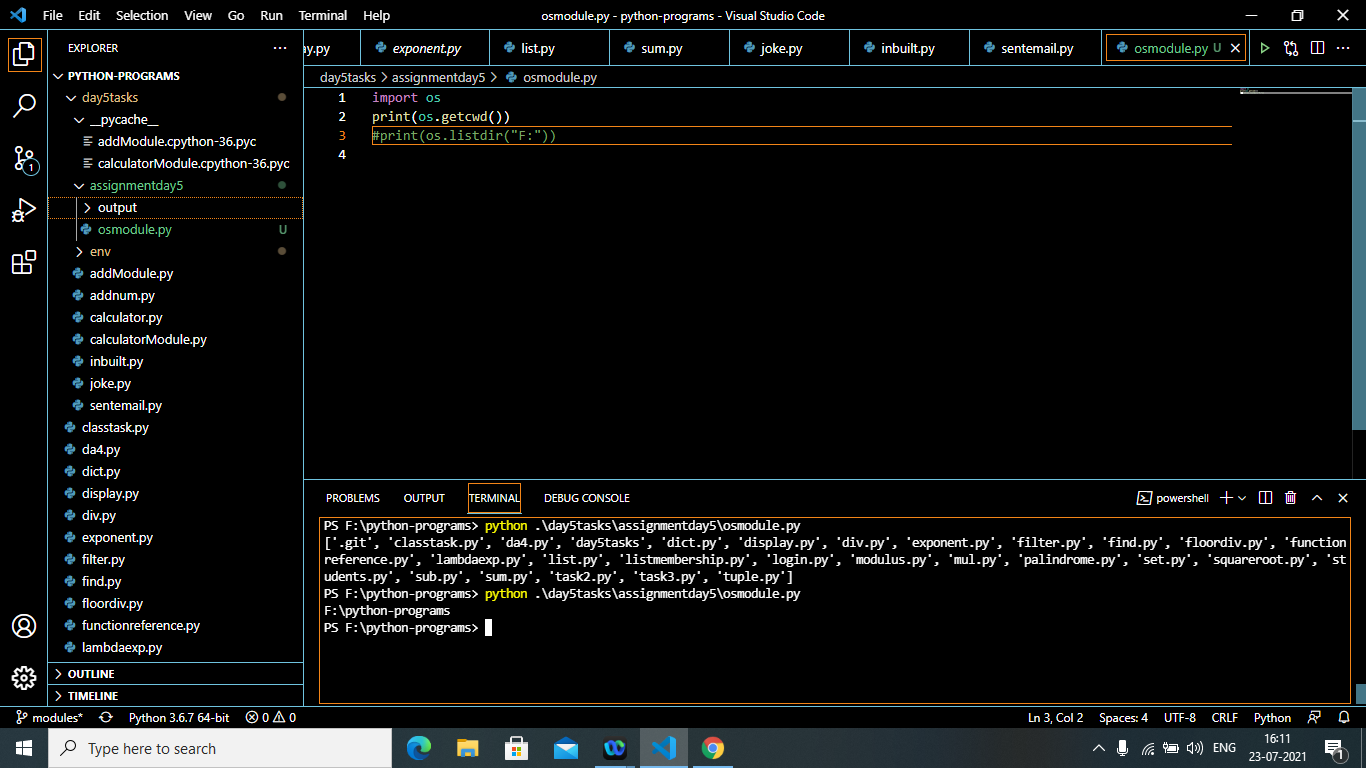 File Edit Selection View Go Run Terminal Help
osmodule.py - python-programs - Visual Studio Code
EXPLORER
PYTHON-PROGRAMS
day5tasks
__pycache__
addModule.cpython-36.pyc
calculatorModule.cpython-36.pyc
assignmentday5
output
osmodule.py U
env
addModule.py
addnum.py
calculator.py
calculatorModule.py
inbuilt.py
joke.py
sentemail.py
classtask.py
da4.py
dict.py
display.py
div.py
exponent.py
filter.py
find.py
floordiv.py
functionreference.py
lambdaexp.py
OUTLINE
TIMELINE
1
ay.py exponent.py list.py sum.py joke.py inbuilt.py sentemail.py osmodule.py U
day5tasks > assignmentday5 > osmodule.py
1 import os
2 print(os.getcwd())
3 #print(os.listdir("F:"))
4
PROBLEMS OUTPUT TERMINAL DEBUG CONSOLE
powershell
PS F:\python-programs> python .\day5tasks\assignmentday5\osmodule.py
['.git', 'classtask.py', 'da4.py', 'day5tasks', 'dict.py', 'display.py', 'div.py', 'exponent.py', 'filter.py', 'find.py', 'floordiv.py', 'function
reference.py', 'lambdaexp.py', 'list.py', 'listmembership.py', 'login.py', 'modulus.py', 'mul.py', 'palindrome.py', 'set.py', 'squareroot.py', 'st
udents.py', 'sub.py', 'sum.py', 'task2.py', 'task3.py', 'tuple.py']
PS F:\python-programs> python .\day5tasks\assignmentday5\osmodule.py
F:\python-programs
PS F:\python-programs>
modules* Python 3.6.7 64-bit 0 0 Ln 3, Col 2 Spaces: 4 UTF-8 CRLF Python
Type here to search
ENG
16:11
23-07-2021
1